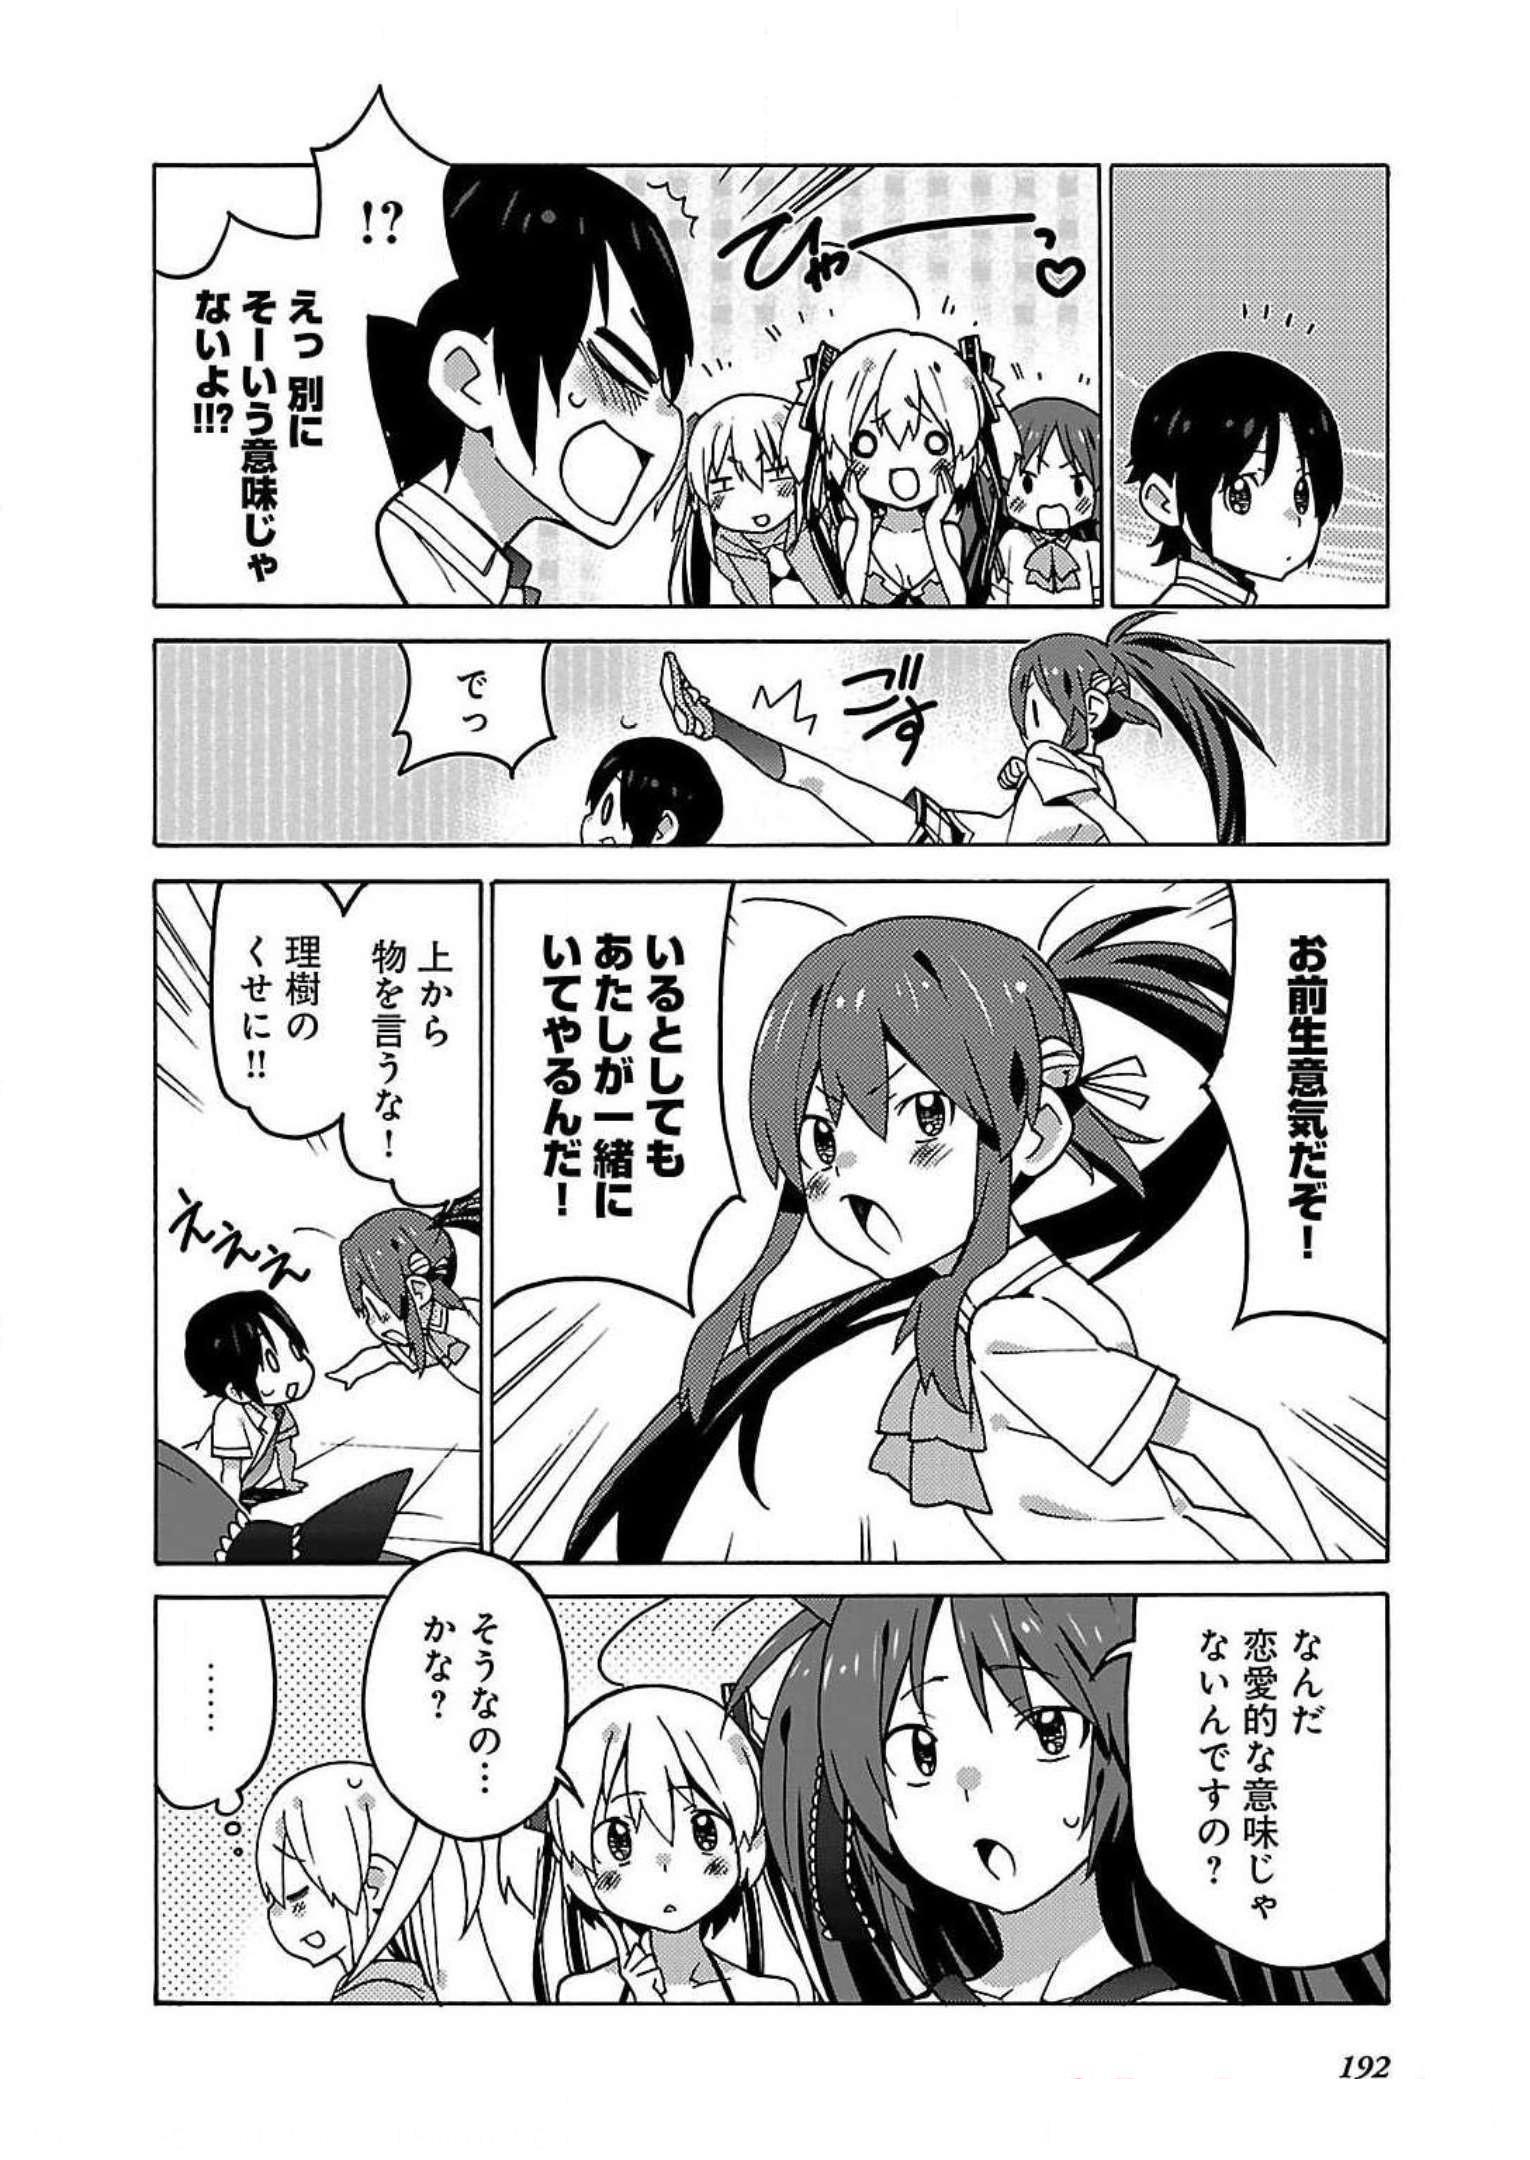 ひゃーっ♡
!?
えっ 別に
そーいう意味じゃ
ないよ!!?
ゴス
でっ
お前生意気だぞ!
いるとしても
あたしが一緒に
いてやるんだ!
上から
物を言うな!
理樹の
くせに!!
えええ
なんだ
恋愛的な意味じゃ
ないんですの?
そうなの…
かな?
……
192